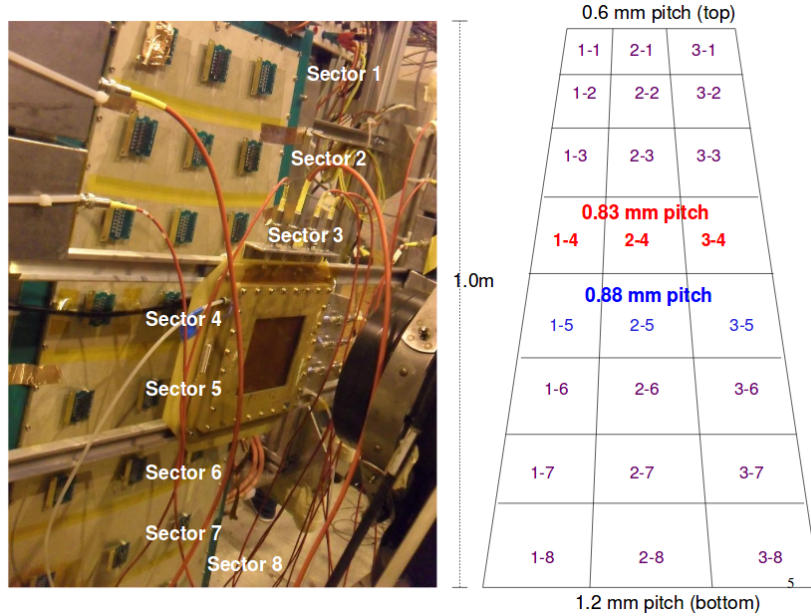 Sector 1
Sector 2
Sector 3
Sector 4
Sector 5
Sector 6
Sector 7
Sector 8
0.6 mm pitch (top)
1-1 2-1 3-1
1-2 2-2 3-2
1-3 2-3 3-3
0.83 mm pitch
1-4 2-4 3-4
1.0m
0.88 mm pitch
1-5 2-5 3-5
1-6 2-6 3-6
1-7 2-7 3-7
1-8 2-8 3-8
5
1.2 mm pitch (bottom)